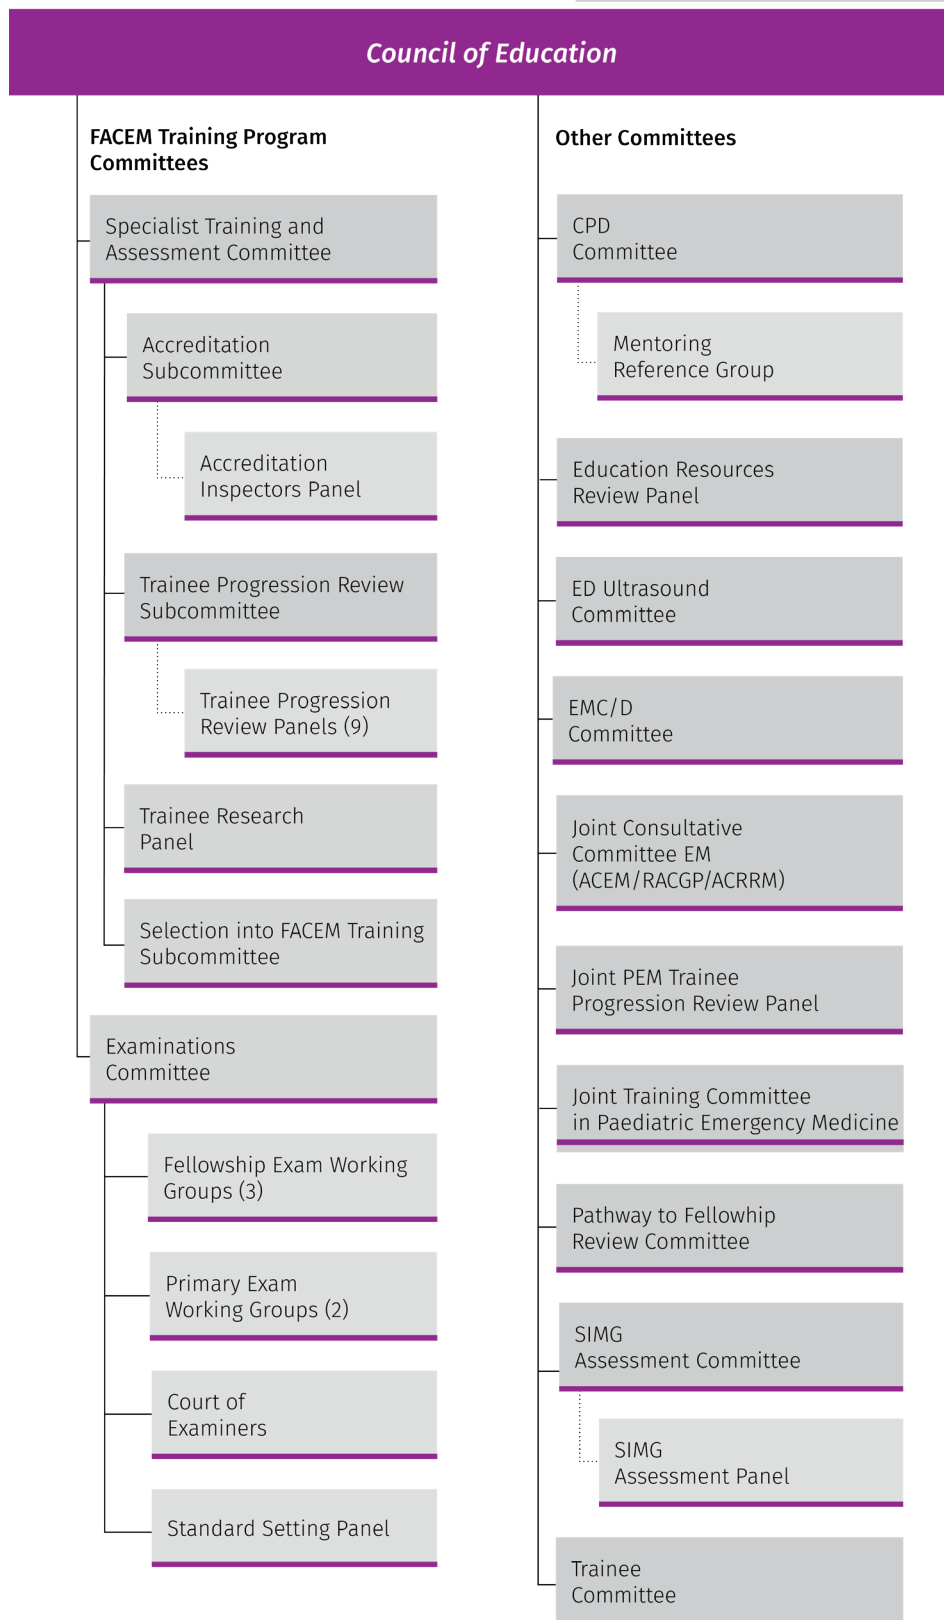 Council of Education
FACEM Training Program
Committees
Specialist Training and
Assessment Committee
Accreditation
Subcommittee
Accreditation
Inspectors Panel
Trainee Progression Review
Subcommittee
Trainee Progression
Review Panels (9)
Trainee Research
Panel
Selection into FACEM Training
Subcommittee
Examinations
Committee
Fellowship Exam Working
Groups (3)
Primary Exam
Working Groups (2)
Court of
Examiners
Standard Setting Panel
Other Committees
CPD
Committee
Mentoring
Reference Group
Education Resources
Review Panel
ED Ultrasound
Committee
EMC/D
Committee
Joint Consultative
Committee EM
(ACEM/RACGP/ACRRM)
Joint PEM Trainee
Progression Review Panel
Joint Training Committee
in Paediatric Emergency Medicine
Pathway to Fellowhip
Review Committee
SIMG
Assessment Committee
SIMG
Assessment Panel
Trainee
Committee